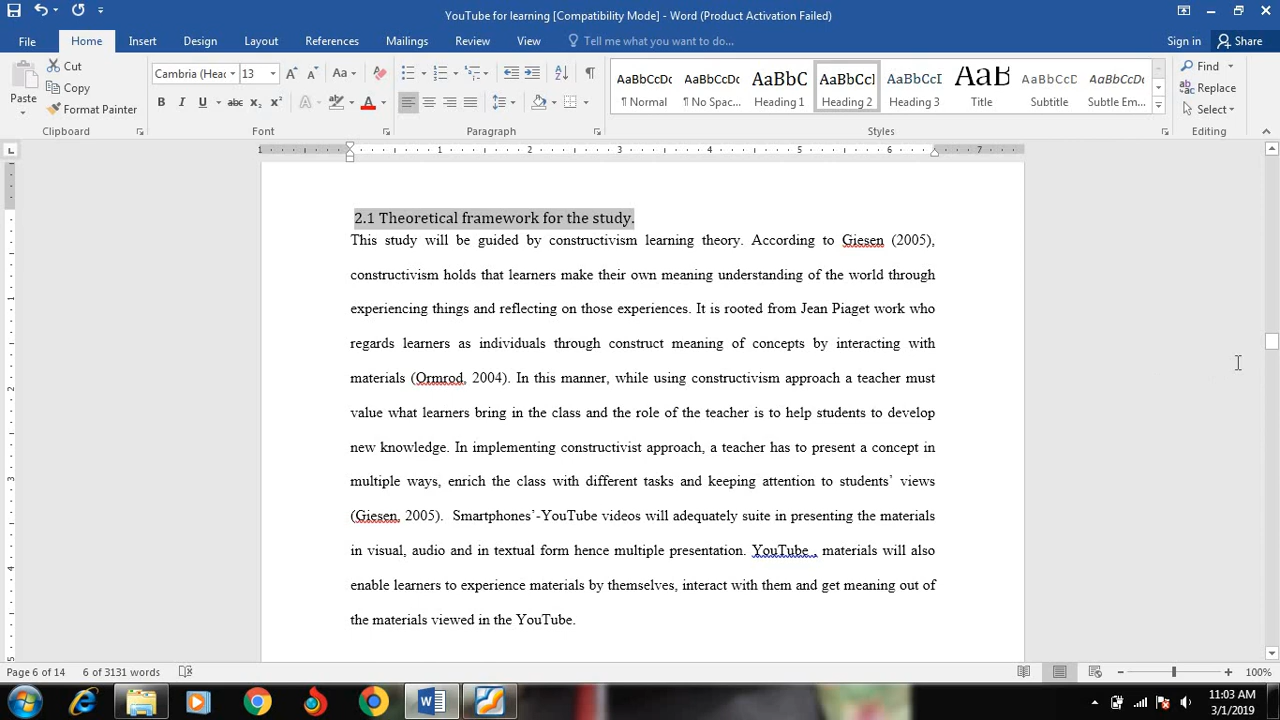 YouTube for learning [Compatibility Mode] - Word (Product Activation Failed)
File Home Insert Design Layout References Mailings Review View Tell me what you want to do... Sign in Share
Paste Cut Copy Format Painter
Clipboard
Cambria (Head 13
Font
Paragraph
AaBbCcDc AaBbCcDc AaBbC AaBbCcI AaBbCcI AaB AaBbCcD AaBbCcDc
¶ Normal ¶ No Spac... Heading 1 Heading 2 Heading 3 Title Subtitle Subtle Em...
Styles
Find Replace Select
Editing
1 1 2 3 4 5 6 7
2.1 Theoretical framework for the study.
This study will be guided by constructivism learning theory. According to Giesen (2005),
constructivism holds that learners make their own meaning understanding of the world through
experiencing things and reflecting on those experiences. It is rooted from Jean Piaget work who
regards learners as individuals through construct meaning of concepts by interacting with
materials (Ormrod, 2004). In this manner, while using constructivism approach a teacher must
value what learners bring in the class and the role of the teacher is to help students to develop
new knowledge. In implementing constructivist approach, a teacher has to present a concept in
multiple ways, enrich the class with different tasks and keeping attention to students’ views
(Giesen, 2005). Smartphones’-YouTube videos will adequately suite in presenting the materials
in visual, audio and in textual form hence multiple presentation. YouTube , materials will also
enable learners to experience materials by themselves, interact with them and get meaning out of
the materials viewed in the YouTube.
Page 6 of 14 6 of 3131 words 100%
11:03 AM
3/1/2019